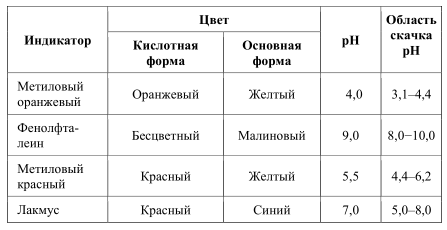 Индикатор
Цвет
pH
Область
скачка
pH
Кислотная
форма
Основная
форма
Метиловый
оранжевый
Оранжевый
Желтый
4,0
3,1–4,4
Фенолфта-
леин
Бесцветный
Малиновый
9,0
8,0–10,0
Метиловый
красный
Красный
Желтый
5,5
4,4–6,2
Лакмус
Красный
Синий
7,0
5,0–8,0